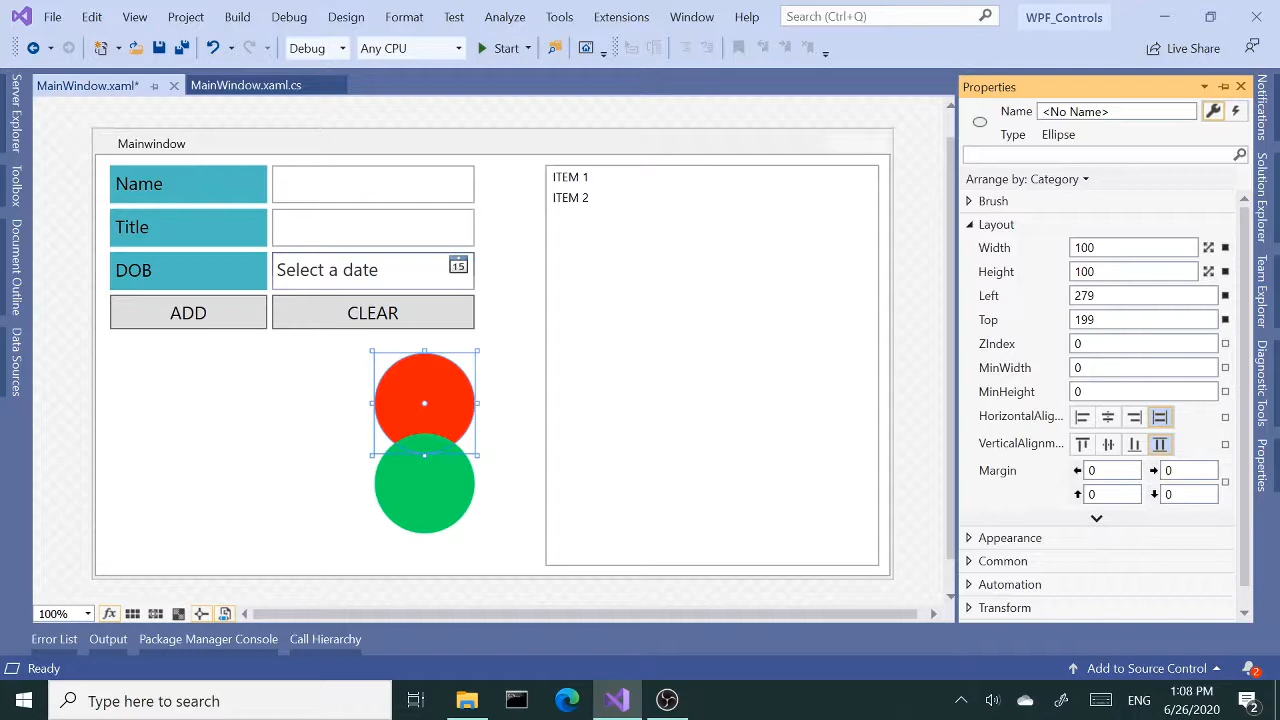 File Edit View Project Build Debug Design Format Test Analyze Tools Extensions Window Help Search (Ctrl+Q) WPF_Controls
Debug Any CPU Start Live Share
MainWindow.xaml* MainWindow.xaml.cs
Server Explorer
Toolbox
Document Outline
Data Sources
Mainwindow
Name
Title
DOB Select a date 15
ADD CLEAR
ITEM 1
ITEM 2
Properties
Name <No Name>
Type Ellipse
Arrange by: Category
Brush
Layout
Width 100
Height 100
Left 279
Top 199
ZIndex 0
MinWidth 0
MinHeight 0
HorizontalAlig...
VerticalAlignm...
Margin 0 0
0 0
Appearance
Common
Automation
Transform
Notifications
Solution Explorer
Team Explorer
Diagnostic Tools
Properties
100% fx
Error List Output Package Manager Console Call Hierarchy
Ready Add to Source Control 2
Type here to search ENG 1:08 PM
6/26/2020 2